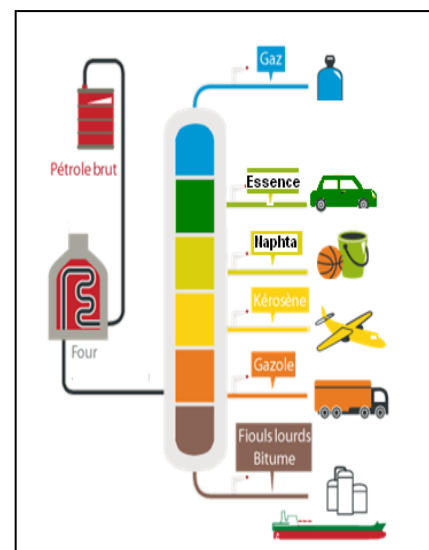 Gaz
Pétrole brut
Essence
Naphta
Kérosène
Four
Gazole
Fiouls lourds
Bitume